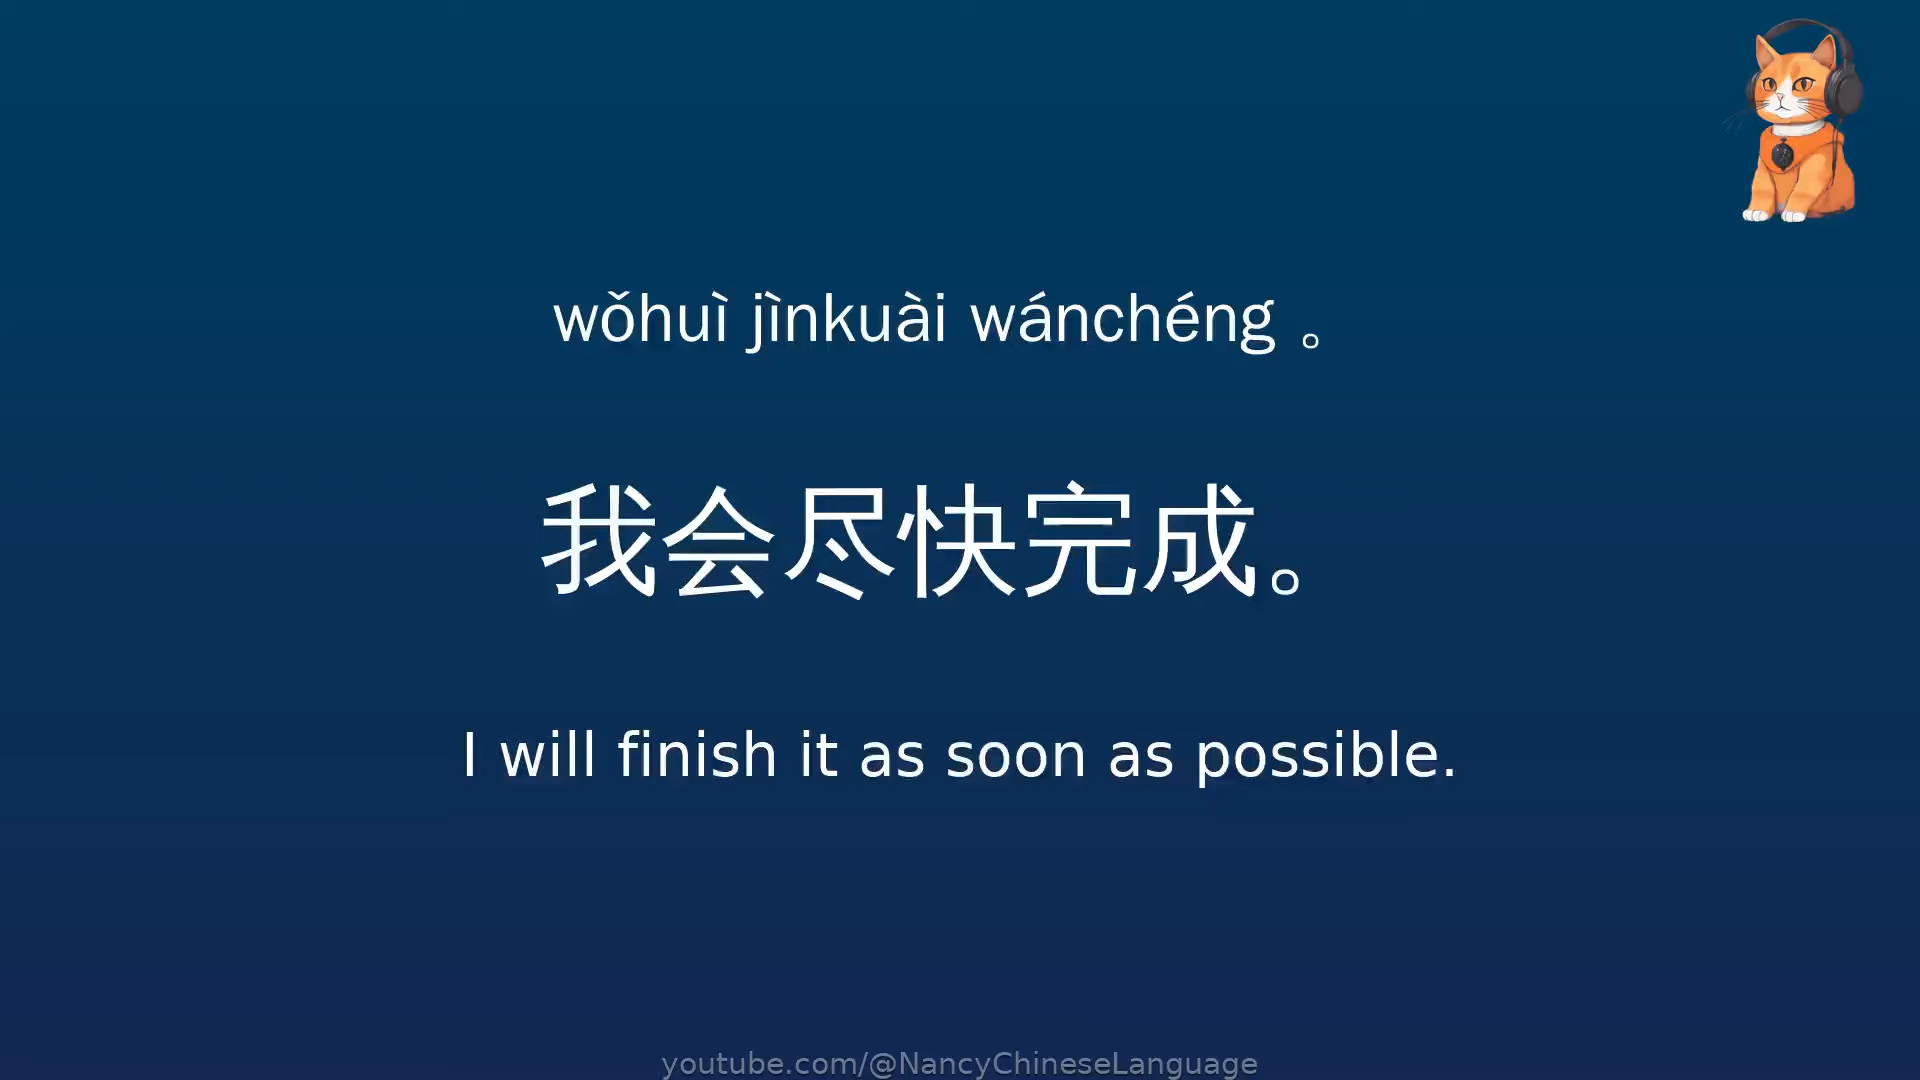 wǒhuì jìnkuài wánchéng 。
我会尽快完成。
I will finish it as soon as possible.
youtube.com/@NancyChineseLanguage